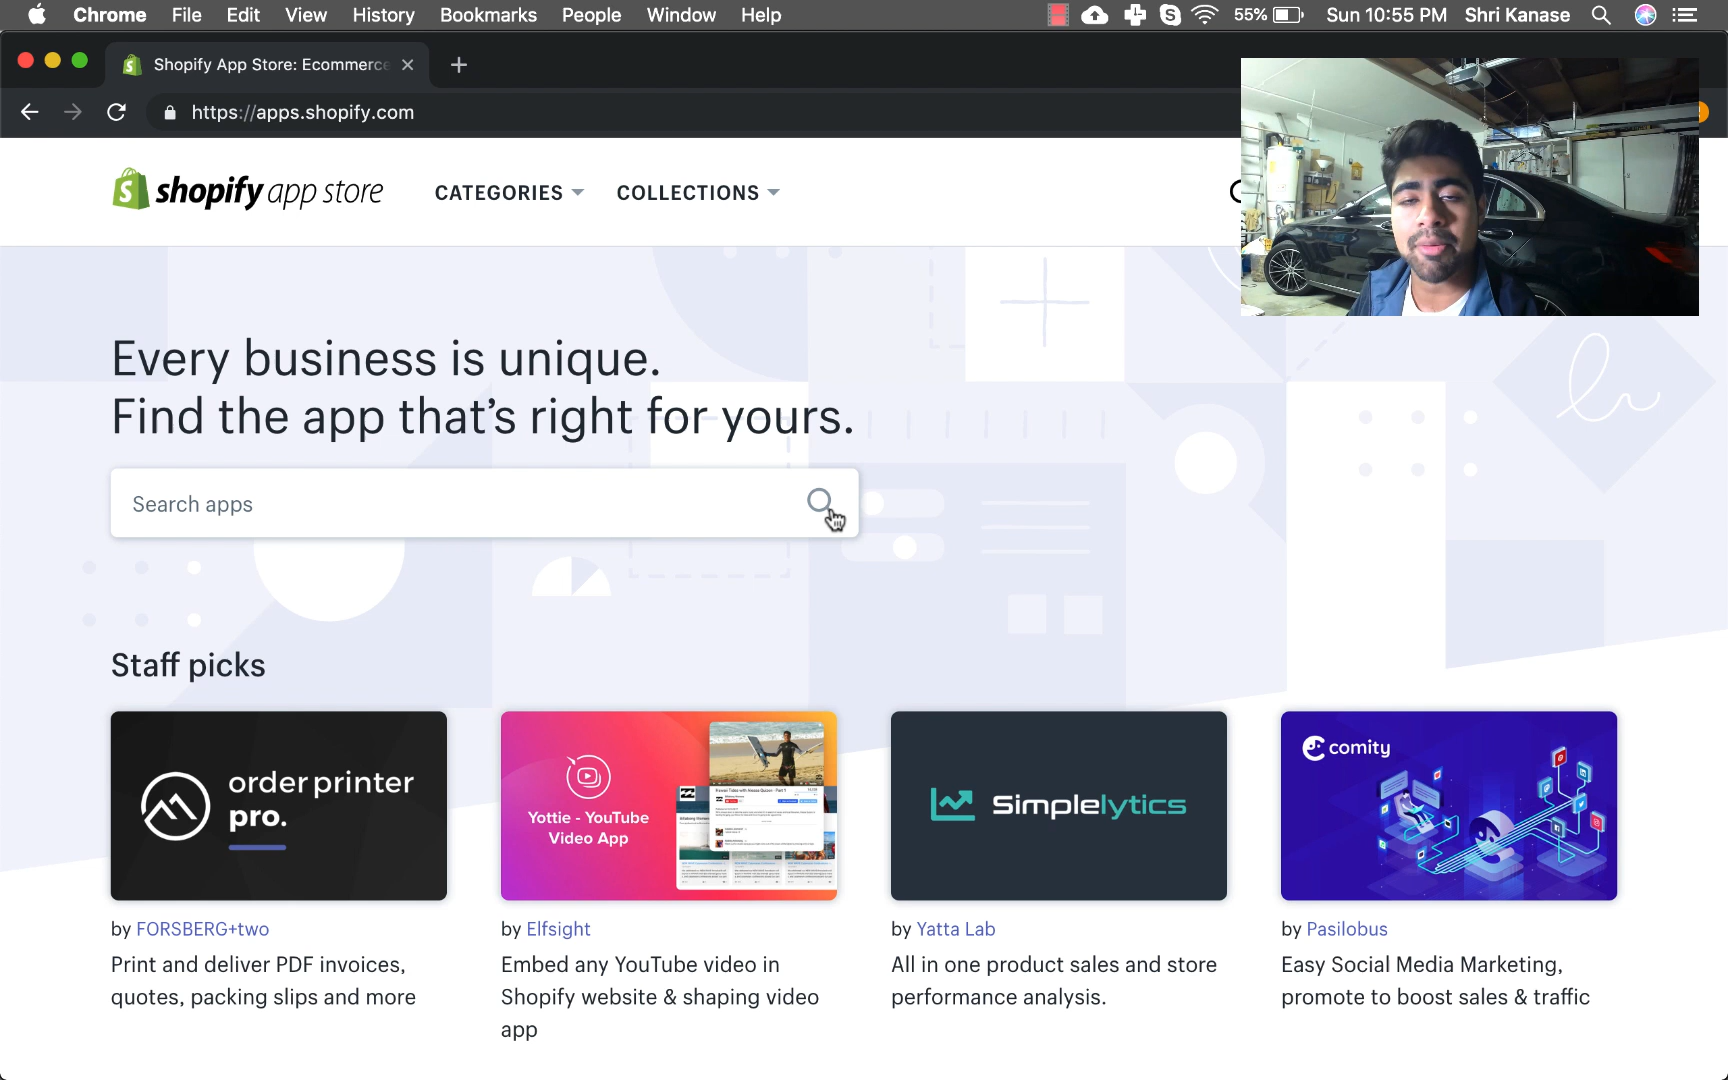 Chrome File Edit View History Bookmarks People Window Help 55% Sun 10:55 PM Shri Kanase
Shopify App Store: Ecommerce
https://apps.shopify.com
shopify app store CATEGORIES COLLECTIONS
Every business is unique.
Find the app that’s right for yours.
Search apps
Staff picks
order printer
pro.
Yottie - YouTube
Video App
Simplelytics
comity
by FORSBERG+two
Print and deliver PDF invoices,
quotes, packing slips and more
by Elfsight
Embed any YouTube video in
Shopify website & shaping video
app
by Yatta Lab
All in one product sales and store
performance analysis.
by Pasilobus
Easy Social Media Marketing,
promote to boost sales & traffic